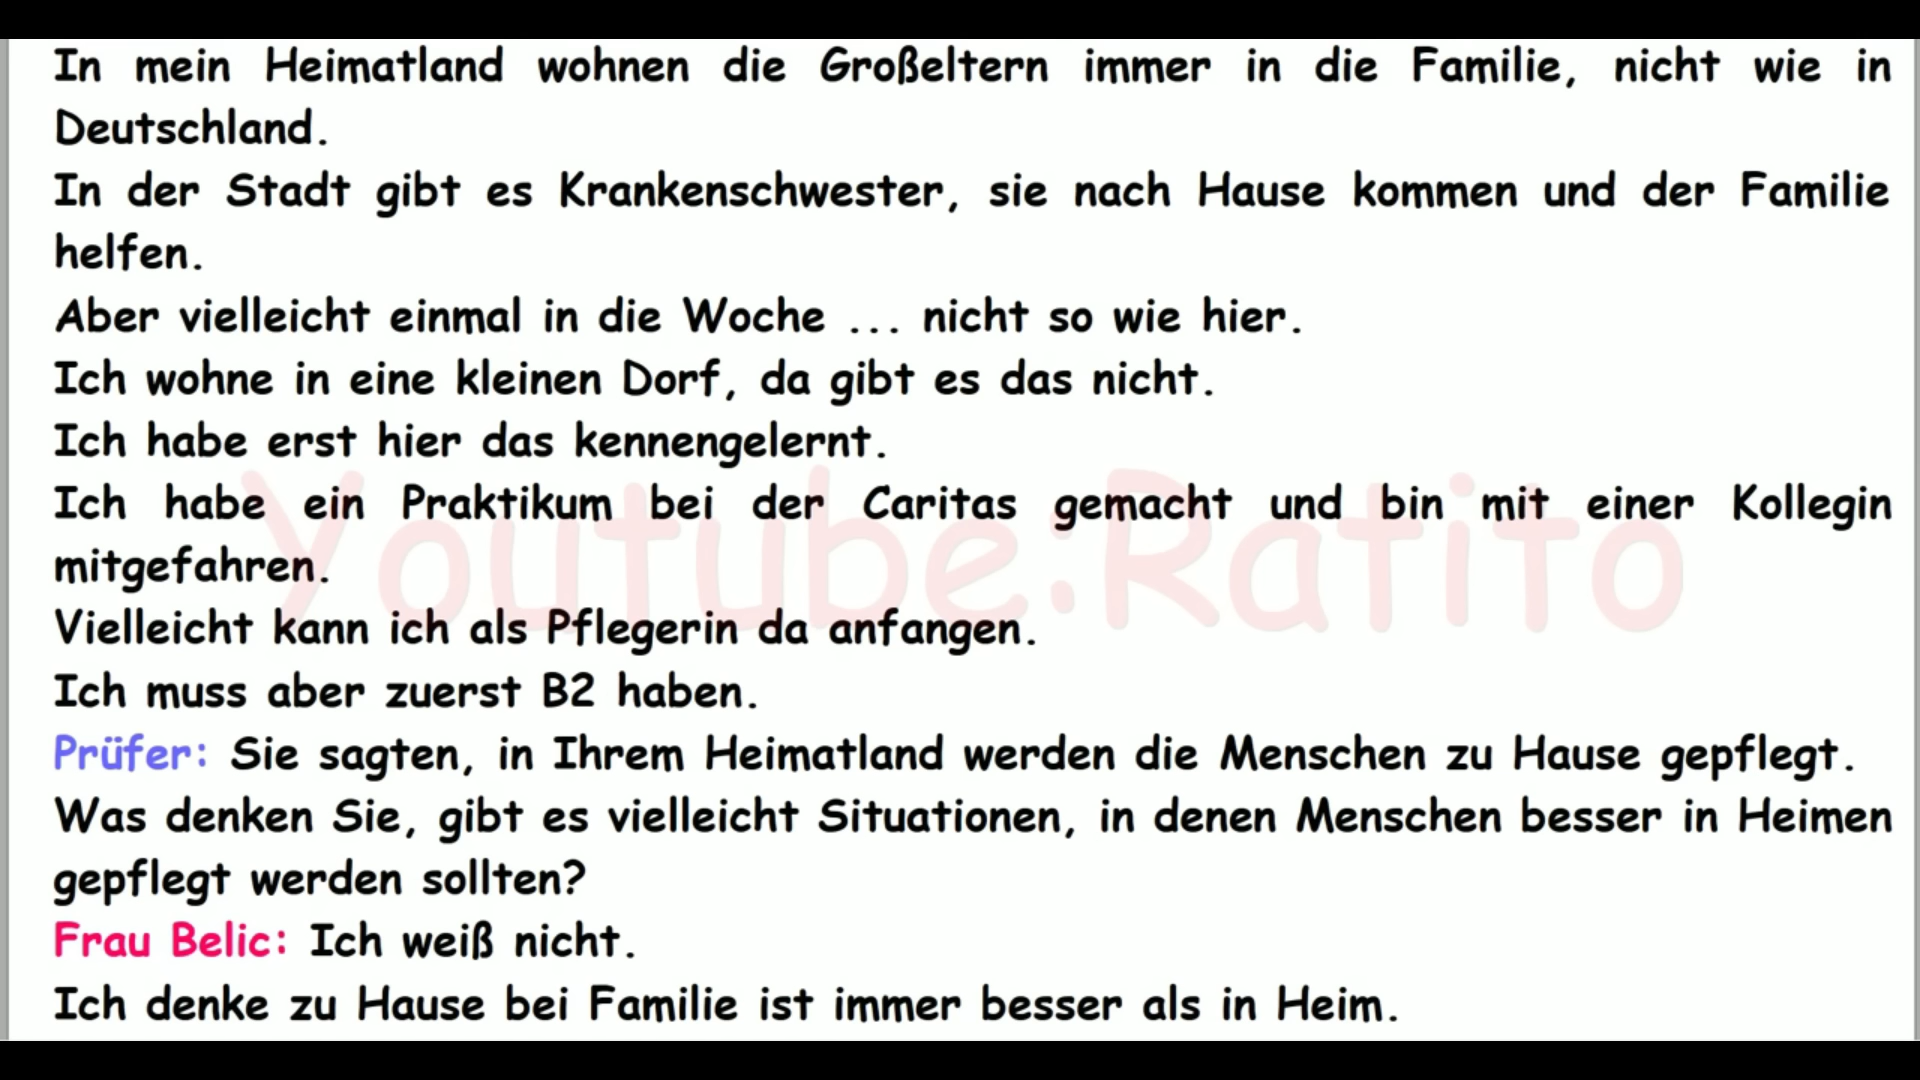 In mein Heimatland wohnen die Großeltern immer in die Familie, nicht wie in
Deutschland.
In der Stadt gibt es Krankenschwester, sie nach Hause kommen und der Familie
helfen.
Aber vielleicht einmal in die Woche ... nicht so wie hier.
Ich wohne in eine kleinen Dorf, da gibt es das nicht.
Ich habe erst hier das kennengelernt.
Ich habe ein Praktikum bei der Caritas gemacht und bin mit einer Kollegin
mitgefahren.
Youtube:Ratito
Vielleicht kann ich als Pflegerin da anfangen.
Ich muss aber zuerst B2 haben.
Prüfer: Sie sagten, in Ihrem Heimatland werden die Menschen zu Hause gepflegt.
Was denken Sie, gibt es vielleicht Situationen, in denen Menschen besser in Heimen
gepflegt werden sollten?
Frau Belic: Ich weiß nicht.
Ich denke zu Hause bei Familie ist immer besser als in Heim.